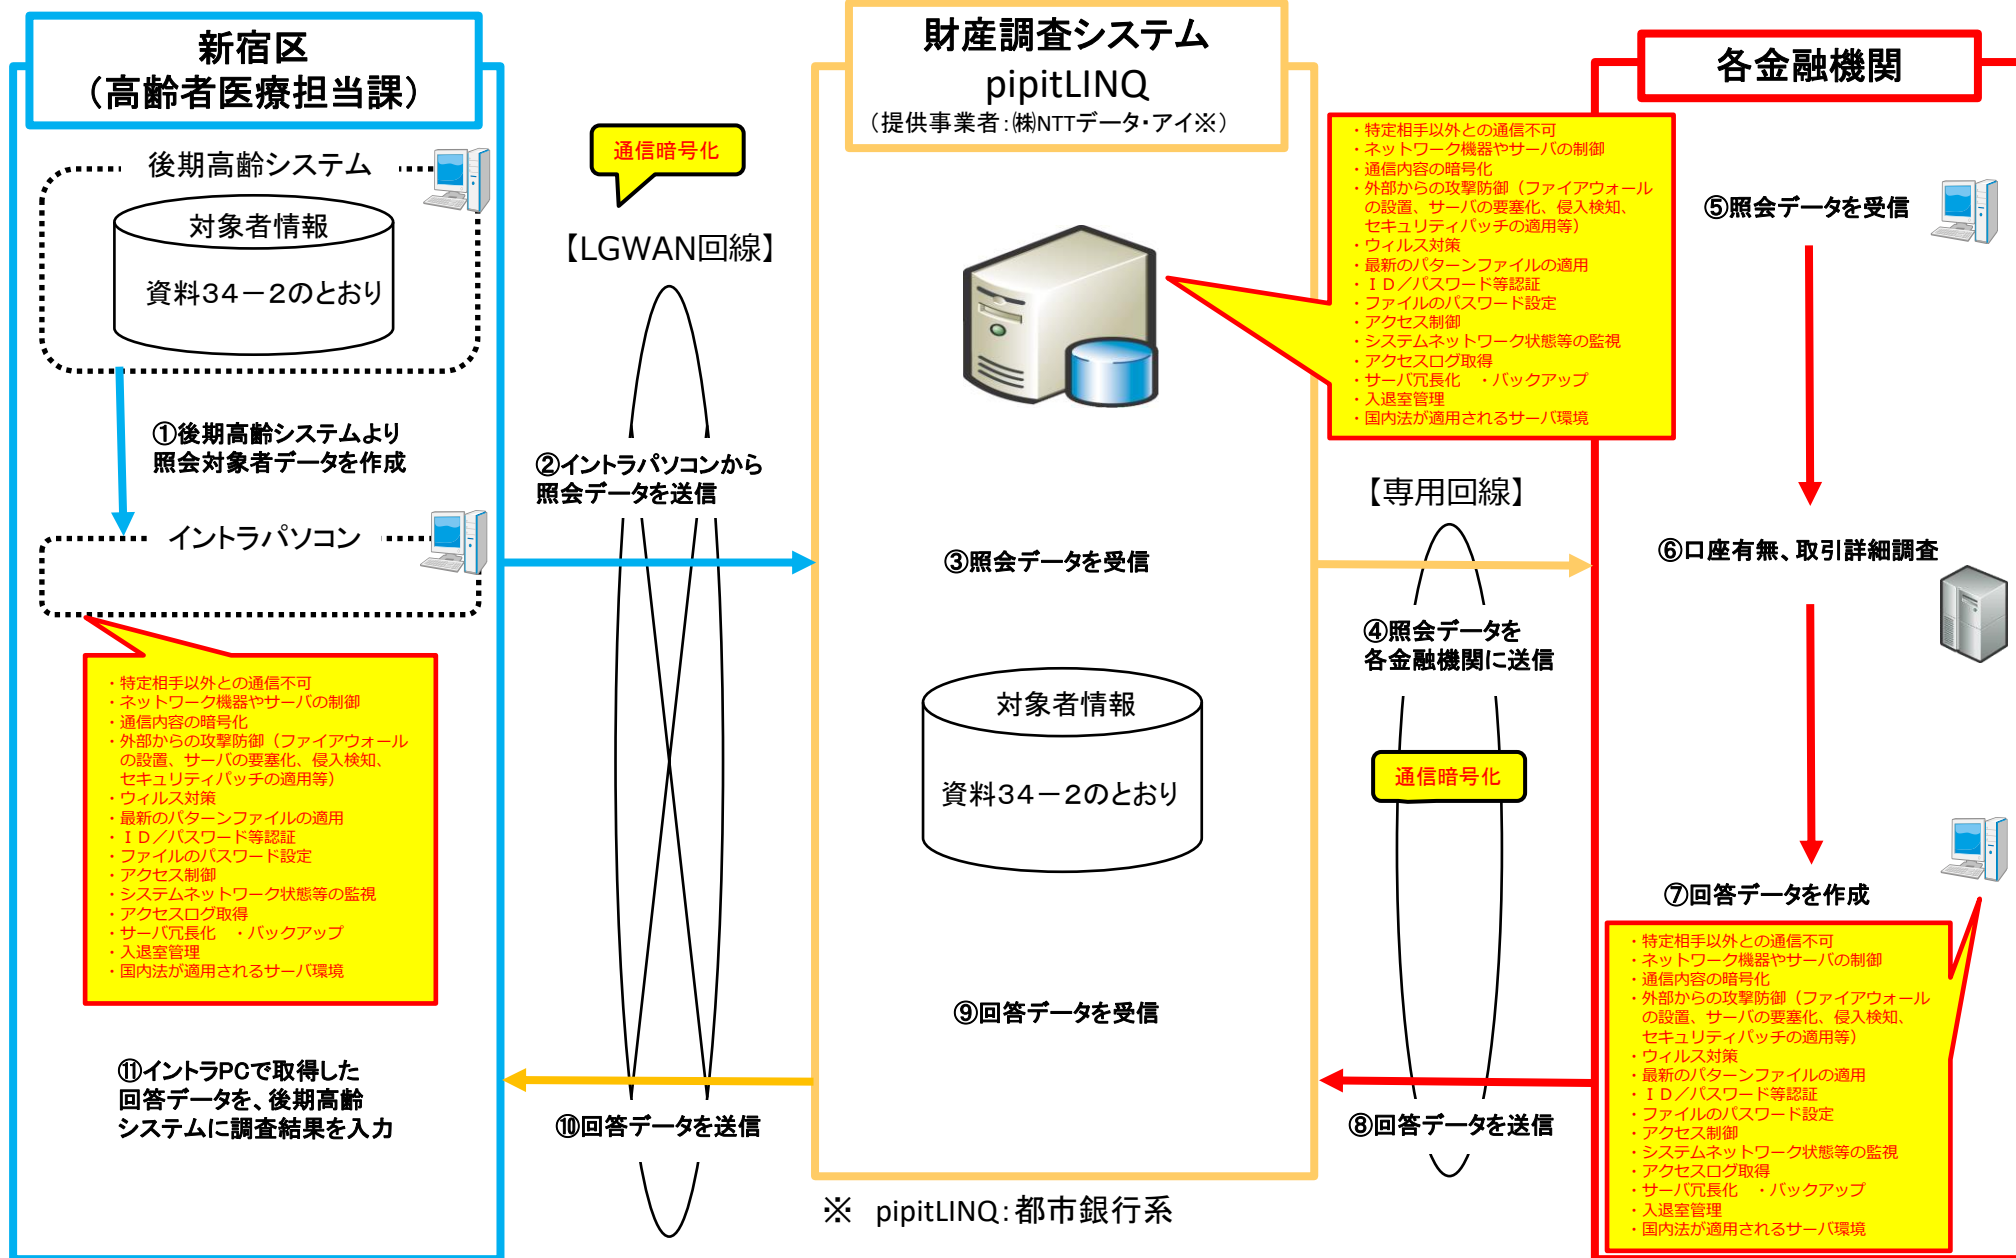 新宿区
（高齢者医療担当課）
後期高齢システム
対象者情報
資料３４－２のとおり
①後期高齢システムより
照会対象者データを作成
イントラパソコン
・特定相手以外との通信不可
・ネットワーク機器やサーバの制御
・通信内容の暗号化
・外部からの攻撃防御（ファイアウォール
の設置、サーバの要塞化、侵入検知、
セキュリティパッチの適用等）
・ウィルス対策
・最新のパターンファイルの適用
・ＩＤ／パスワード等認証
・ファイルのパスワード設定
・アクセス制御
・システムネットワーク状態等の監視
・アクセスログ取得
・サーバ冗長化　・バックアップ
・入退室管理
・国内法が適用されるサーバ環境
⑪イントラPCで取得した
回答データを、後期高齢
システムに調査結果を入力
通信暗号化
【LGWAN回線】
②イントラパソコンから
照会データを送信
⑩回答データを送信
財産調査システム
pipitLINQ
（提供事業者：㈱NTTデータ・アイ※）
③照会データを受信
対象者情報
資料３４－２のとおり
⑨回答データを受信
※　pipitLINQ：都市銀行系
・特定相手以外との通信不可
・ネットワーク機器やサーバの制御
・通信内容の暗号化
・外部からの攻撃防御（ファイアウォール
の設置、サーバの要塞化、侵入検知、
セキュリティパッチの適用等）
・ウィルス対策
・最新のパターンファイルの適用
・ＩＤ／パスワード等認証
・ファイルのパスワード設定
・アクセス制御
・システムネットワーク状態等の監視
・アクセスログ取得
・サーバ冗長化　・バックアップ
・入退室管理
・国内法が適用されるサーバ環境
【専用回線】
④照会データを
各金融機関に送信
通信暗号化
⑧回答データを送信
各金融機関
⑤照会データを受信
⑥口座有無、取引詳細調査
⑦回答データを作成
・特定相手以外との通信不可
・ネットワーク機器やサーバの制御
・通信内容の暗号化
・外部からの攻撃防御（ファイアウォール
の設置、サーバの要塞化、侵入検知、
セキュリティパッチの適用等）
・ウィルス対策
・最新のパターンファイルの適用
・ＩＤ／パスワード等認証
・ファイルのパスワード設定
・アクセス制御
・システムネットワーク状態等の監視
・アクセスログ取得
・サーバ冗長化　・バックアップ
・入退室管理
・国内法が適用されるサーバ環境